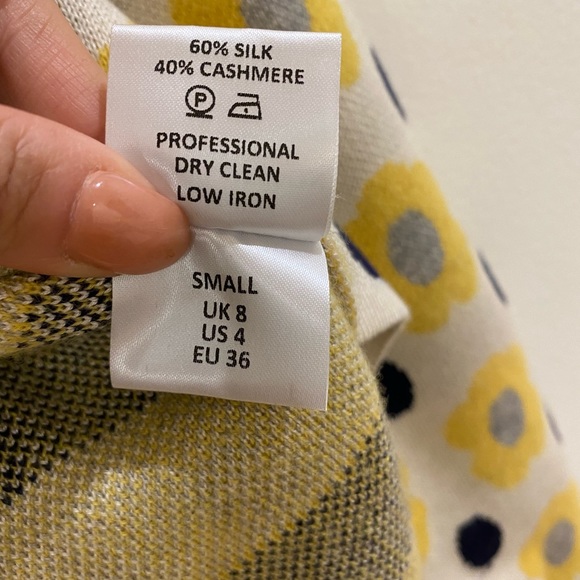 60% SILK
40% CASHMERE
P
PROFESSIONAL
DRY CLEAN
LOW IRON
SMALL
UK 8
US 4
EU 36